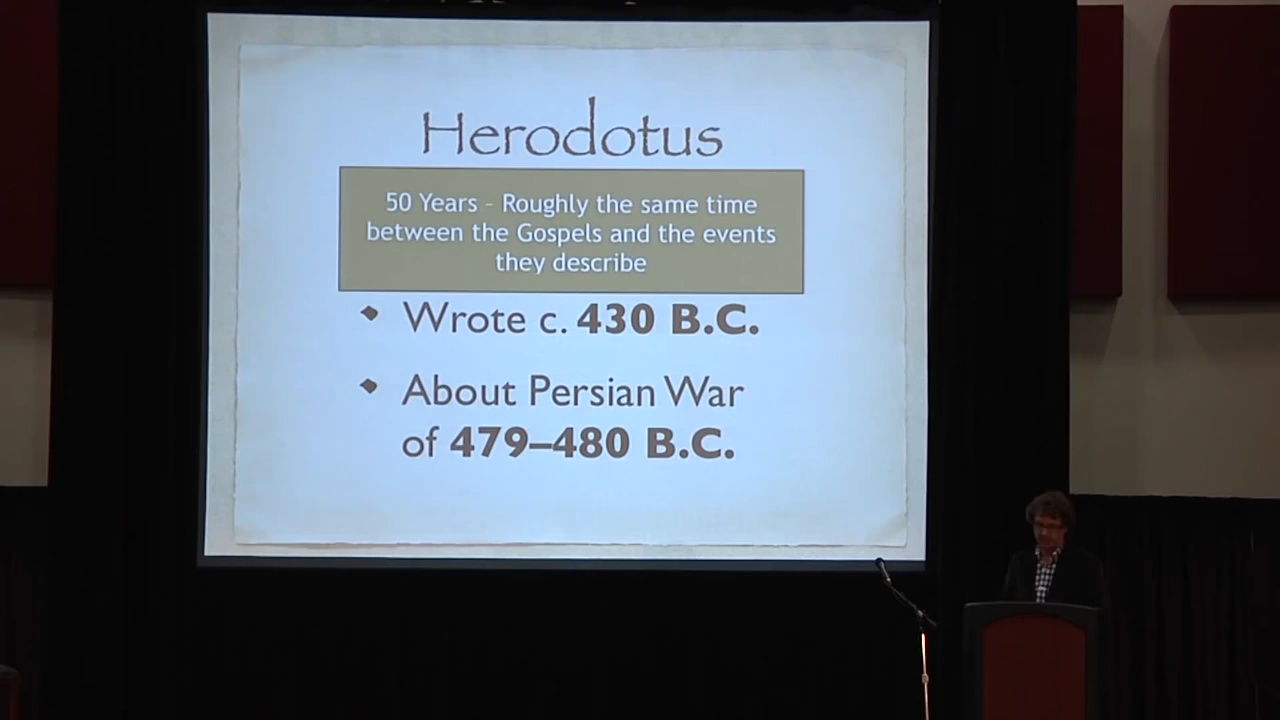 Herodotus
50 Years – Roughly the same time
between the Gospels and the events
they describe
Wrote c. 430 B.C.
About Persian War
of 479–480 B.C.